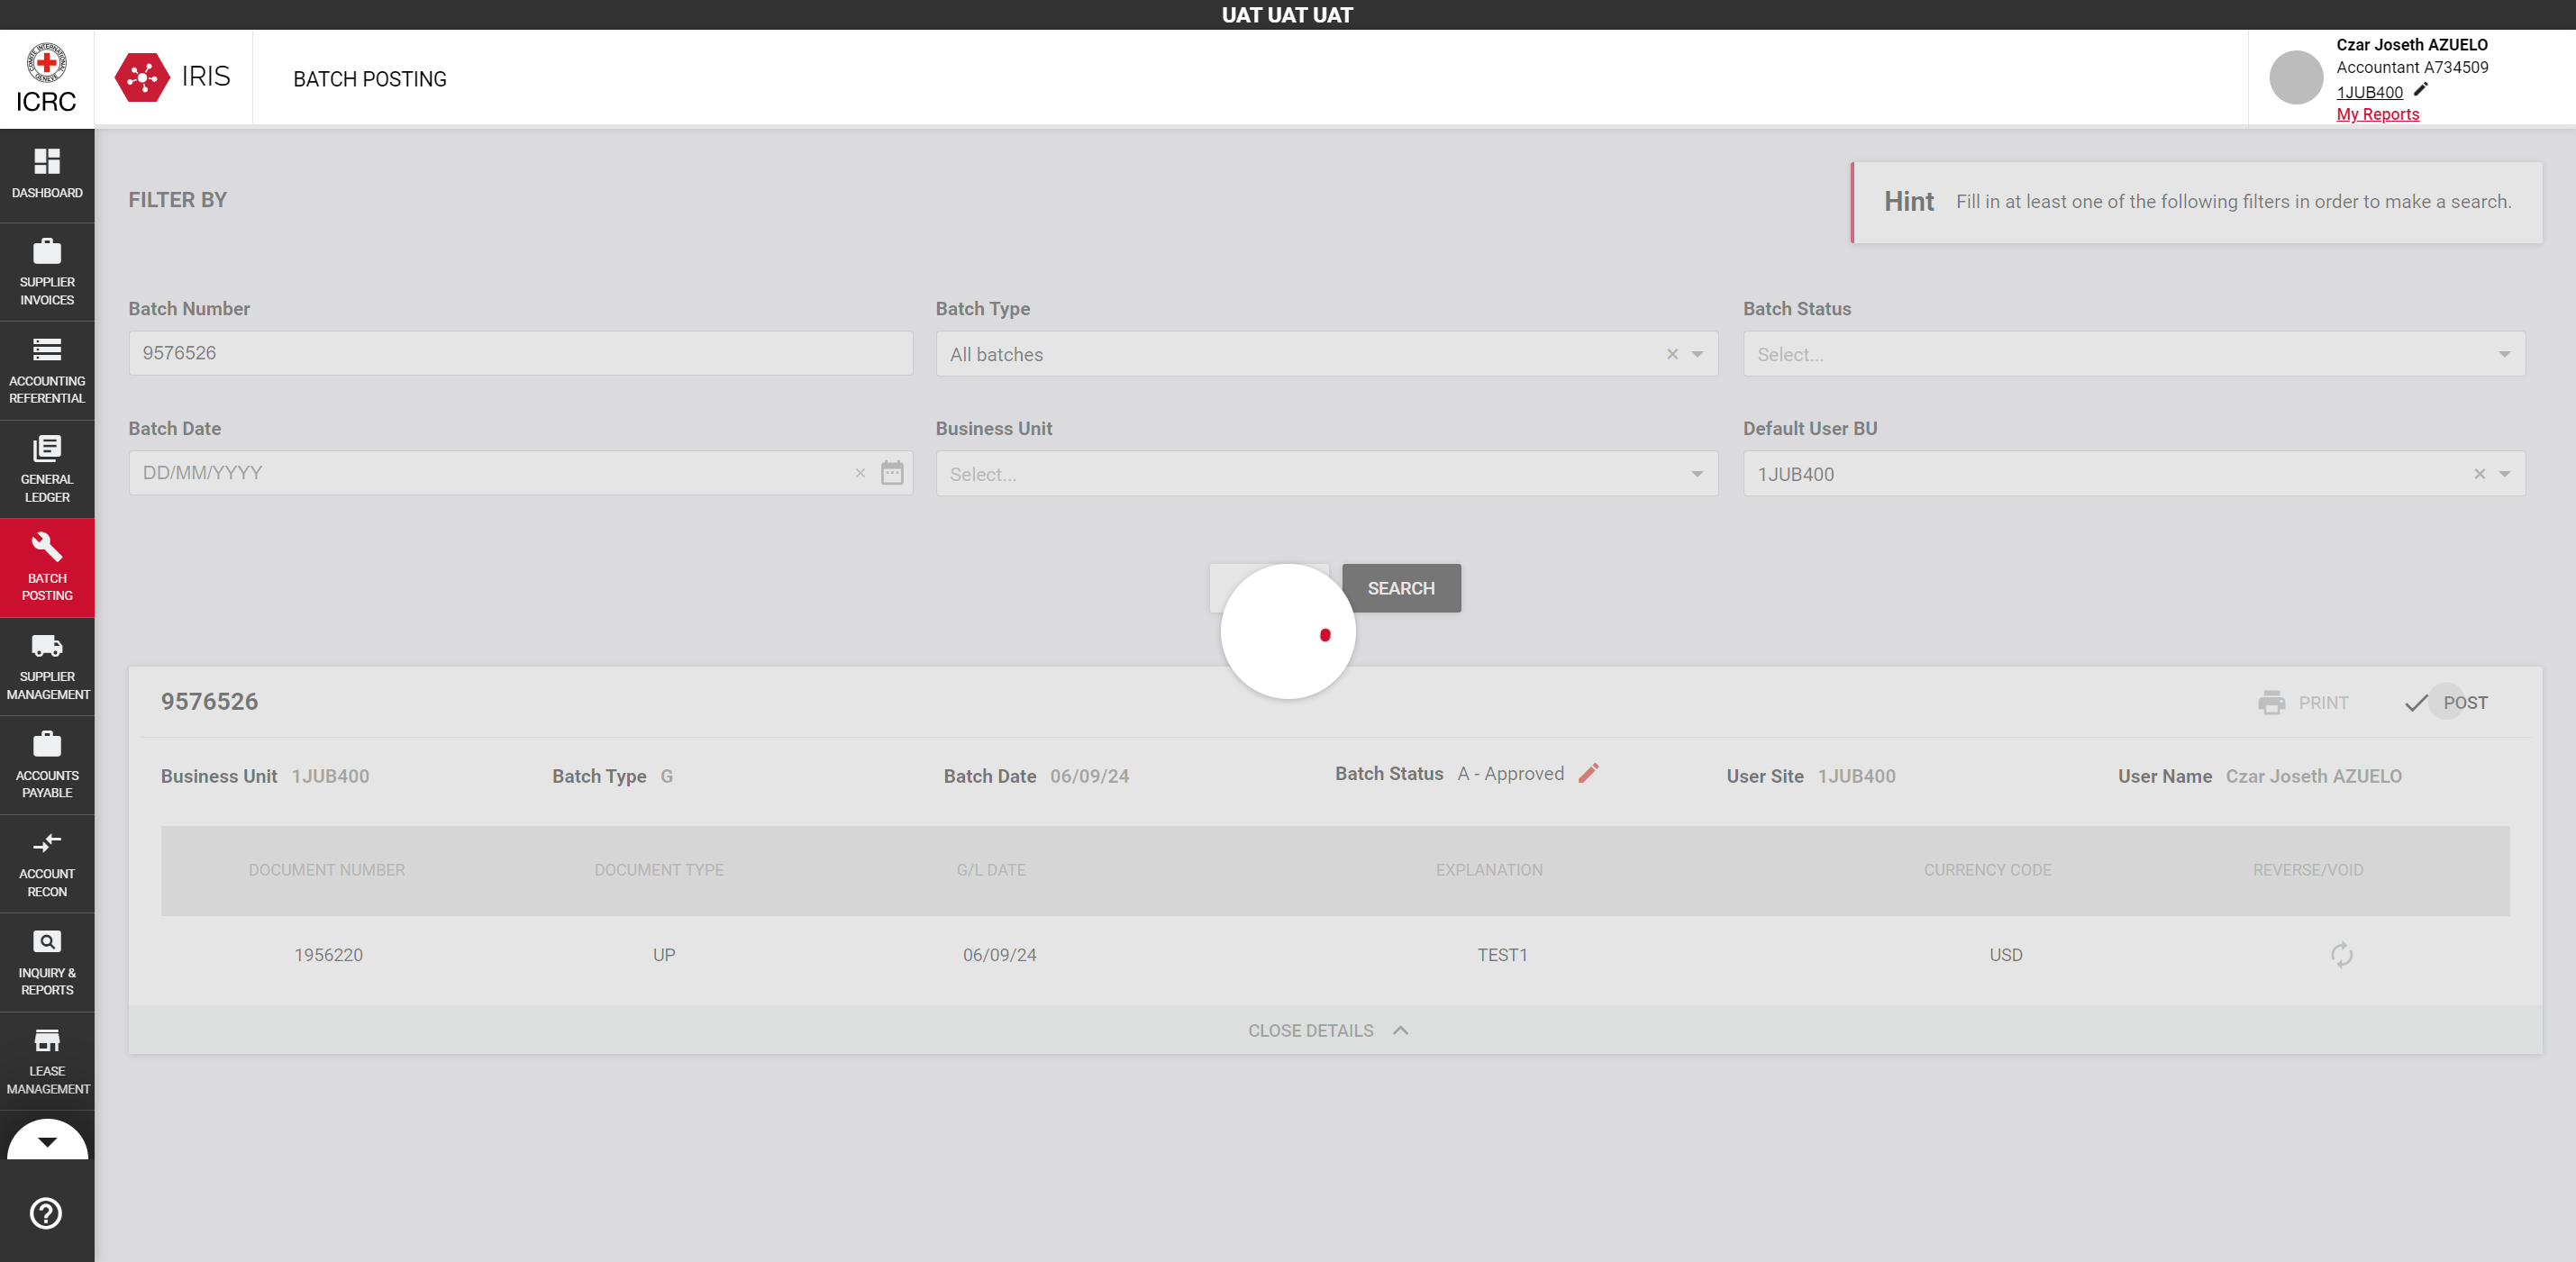 UAT UAT UAT
ICRC
IRIS
BATCH POSTING
Czar Joseth AZUELO
Accountant A734509
1JUB400
My Reports
DASHBOARD
SUPPLIER
INVOICES
ACCOUNTING
REFERENTIAL
GENERAL
LEDGER
BATCH
POSTING
SUPPLIER
MANAGEMENT
ACCOUNTS
PAYABLE
ACCOUNT
RECON
INQUIRY &
REPORTS
LEASE
MANAGEMENT
FILTER BY
Hint Fill in at least one of the following filters in order to make a search.
Batch Number Batch Type Batch Status
9576526 All batches Select...
Batch Date Business Unit Default User BU
DD/MM/YYYY Select... 1JUB400
SEARCH
9576526 PRINT POST
Business Unit 1JUB400 Batch Type G Batch Date 06/09/24 Batch Status A - Approved User Site 1JUB400 User Name Czar Joseth AZUELO
DOCUMENT NUMBER DOCUMENT TYPE G/L DATE EXPLANATION CURRENCY CODE REVERSE/VOID
1956220 UP 06/09/24 TEST1 USD
CLOSE DETAILS